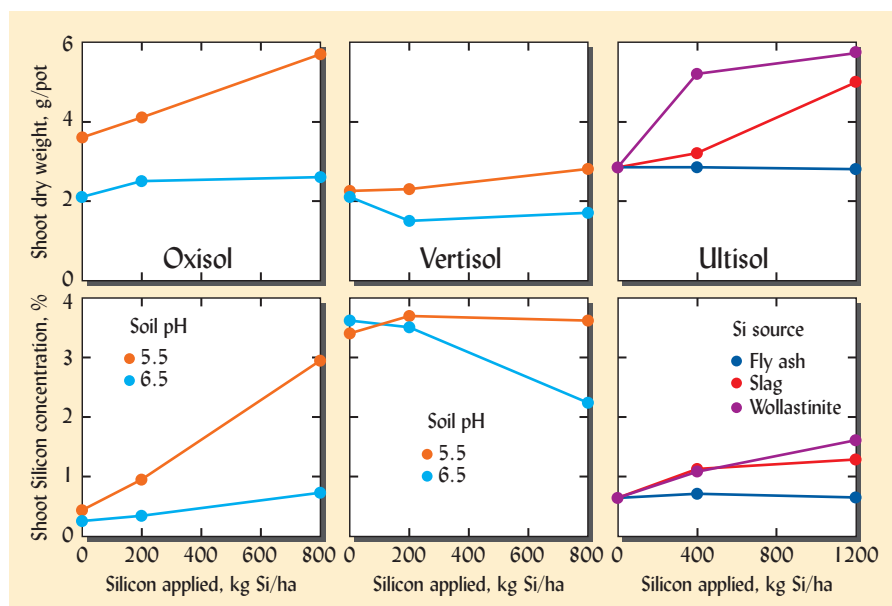 Shoot dry weight, g/pot
6
4
2
0
Oxisol
Vertisol
Ultisol
Shoot Silicon concentration, %
4
3
2
1
0
Soil pH
5.5
6.5
Soil pH
5.5
6.5
Si source
Fly ash
Slag
Wollastinite
0 200 400 600 800
0 200 400 600 800
0 400 800 1200
Silicon applied, kg Si/ha
Silicon applied, kg Si/ha
Silicon applied, kg Si/ha